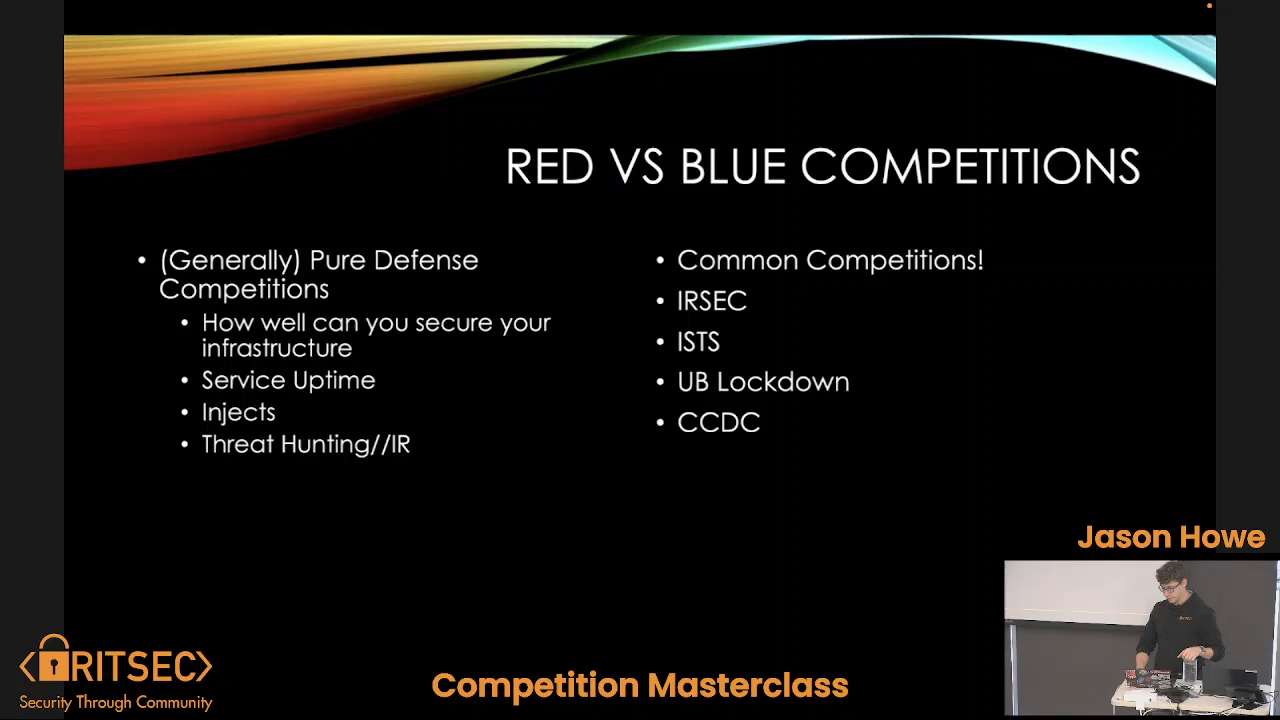 RED VS BLUE COMPETITIONS
• (Generally) Pure Defense
Competitions
• How well can you secure your
infrastructure
• Service Uptime
• Injects
• Threat Hunting//IR
• Common Competitions!
• IRSEC
• ISTS
• UB Lockdown
• CCDC
Jason Howe
<RITSEC>
Security Through Community
Competition Masterclass